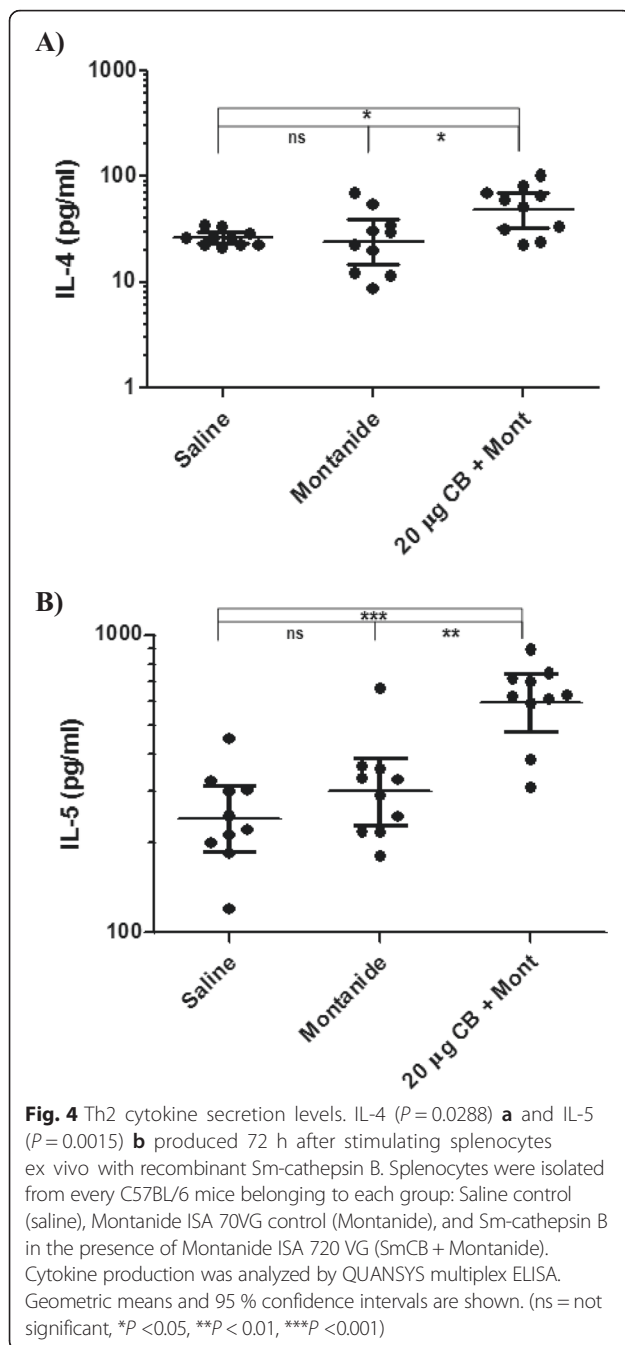 A)
1000
100
10
1
IL-4 (pg/ml)
*
ns
*
Saline
Montanide
20 µg CB + Mont
B)
1000
100
IL-5 (pg/ml)
***
ns
**
Saline
Montanide
20 µg CB + Mont
Fig. 4 Th2 cytokine secretion levels. IL-4 (P = 0.0288) a and IL-5
(P = 0.0015) b produced 72 h after stimulating splenocytes
ex vivo with recombinant Sm-cathepsin B. Splenocytes were isolated
from every C57BL/6 mice belonging to each group: Saline control
(saline), Montanide ISA 70VG control (Montanide), and Sm-cathepsin B
in the presence of Montanide ISA 720 VG (SmCB + Montanide).
Cytokine production was analyzed by QUANSYS multiplex ELISA.
Geometric means and 95 % confidence intervals are shown. (ns = not
significant, *P <0.05, **P < 0.01, ***P <0.001)